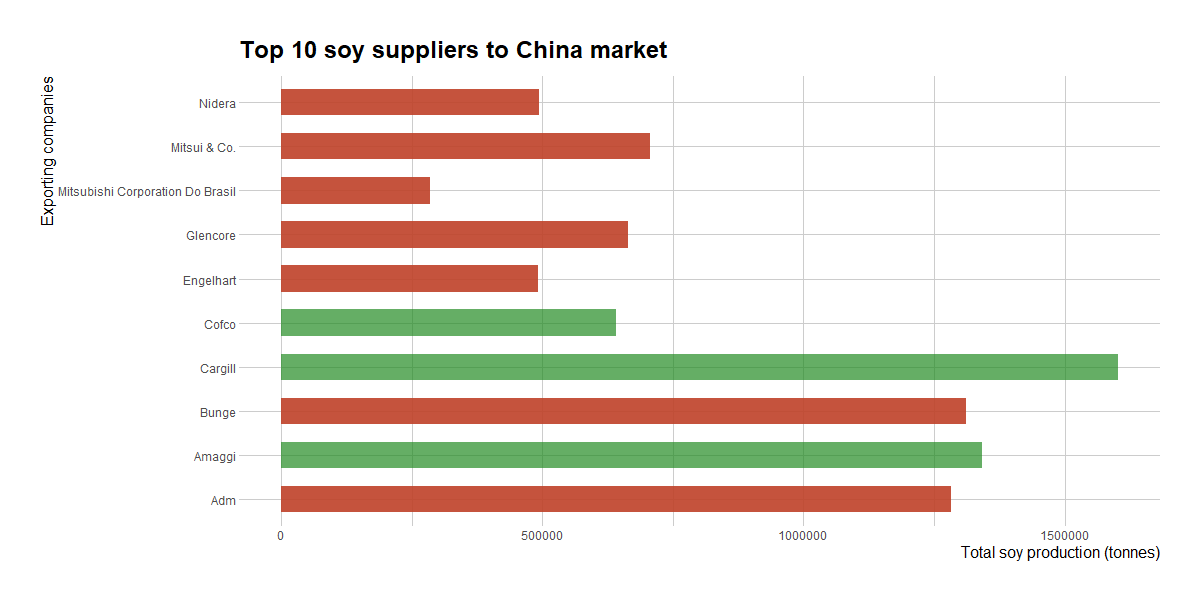 Top 10 soy suppliers to China market
Exporting companies
Nidera
Mitsui & Co.
Mitsubishi Corporation Do Brasil
Glencore
Engelhart
Cofco
Cargill
Bunge
Amaggi
Adm
0 500000 1000000 1500000
Total soy production (tonnes)